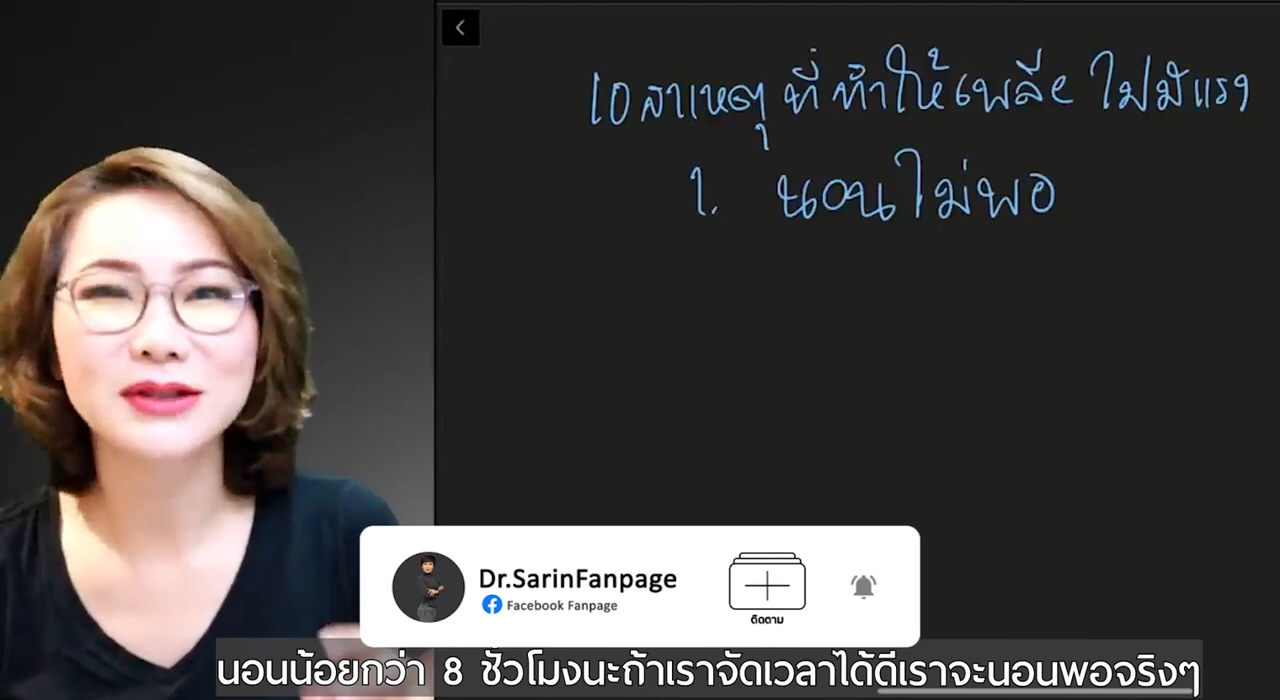 10 สาเหตุ ที่ ทำให้เพลีย ไม่มีแรง
1. นอนไม่พอ
Dr.SarinFanpage
Facebook Fanpage
ติดตาม
นอนน้อยกว่า 8 ชั่วโมงนะถ้าเราจัดเวลาได้ดีเราจะนอนพอจริงๆ